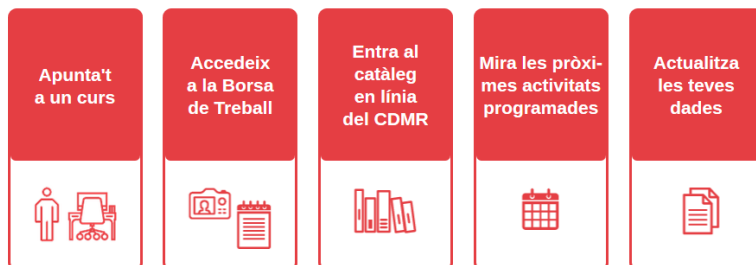 Apunta't
a un curs
Accedeix
a la Borsa
de Treball
Entra al
catàleg
en línia
del CDMR
Mira les pròxi-
mes activitats
programades
Actualitza
les teves
dades